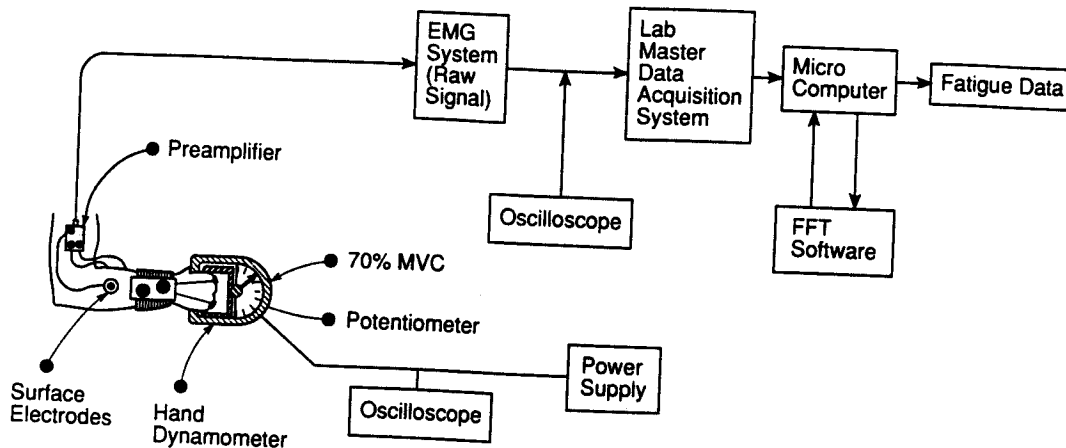 EMG
System
(Raw
Signal)
Lab
Master
Data
Acquisition
System
Micro
Computer
Fatigue Data
Preamplifier
Oscilloscope
FFT
Software
70% MVC
Potentiometer
Surface
Electrodes
Hand
Dynamometer
Oscilloscope
Power
Supply